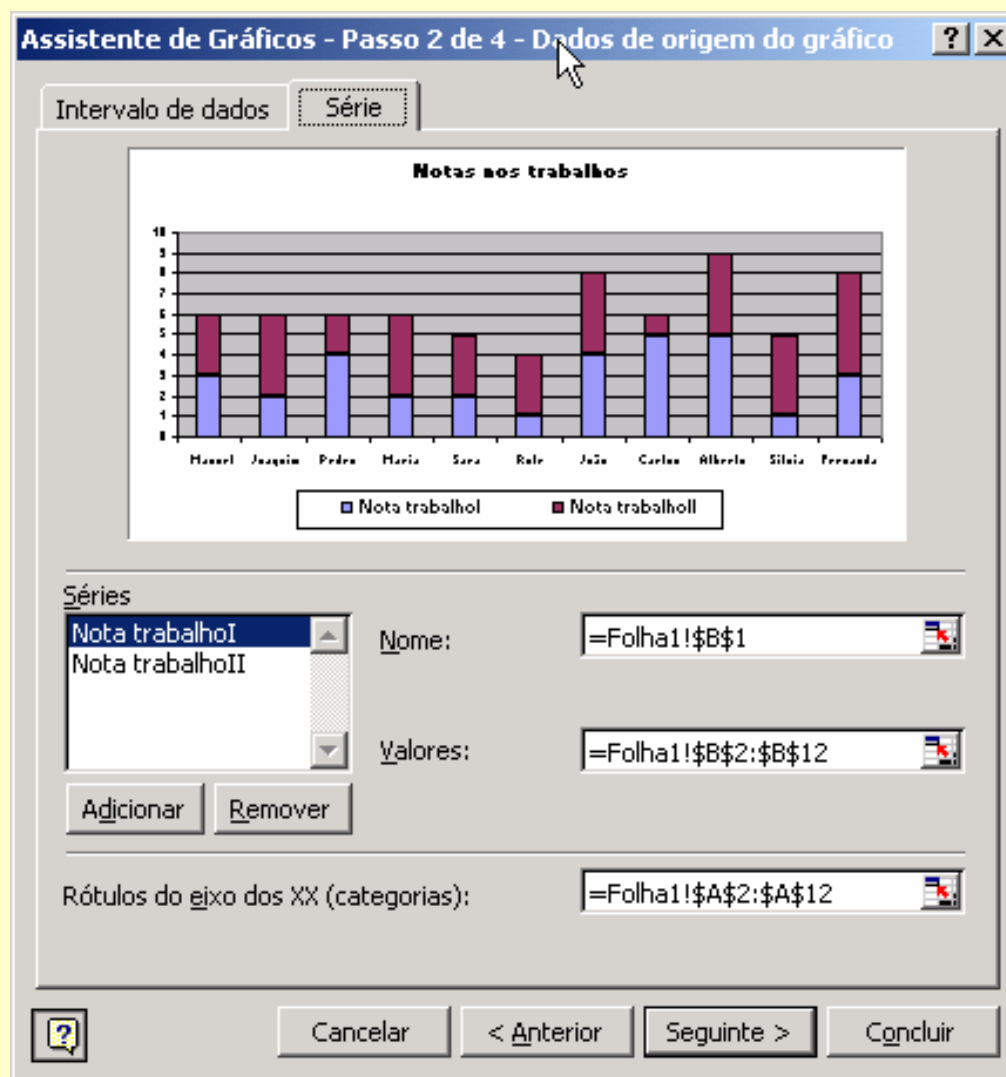 Assistente de Gráficos - Passo 2 de 4 - Dados de origem do gráfico
Intervalo de dados
Série
Notas nos trabalhos
10
9
8
7
6
5
4
3
2
1
0
Manuel Joaquim Pedro Maria Sara Rute João Carlos Alberto Silvia Fernanda
Nota trabalhoI Nota trabalhoII
Séries
Nota trabalhoI
Nota trabalhoII
Nome:
=Folha1!$B$1
Valores:
=Folha1!$B$2:$B$12
Adicionar
Remover
Rótulos do eixo dos XX (categorias):
=Folha1!$A$2:$A$12
Cancelar
< Anterior
Seguinte >
Concluir